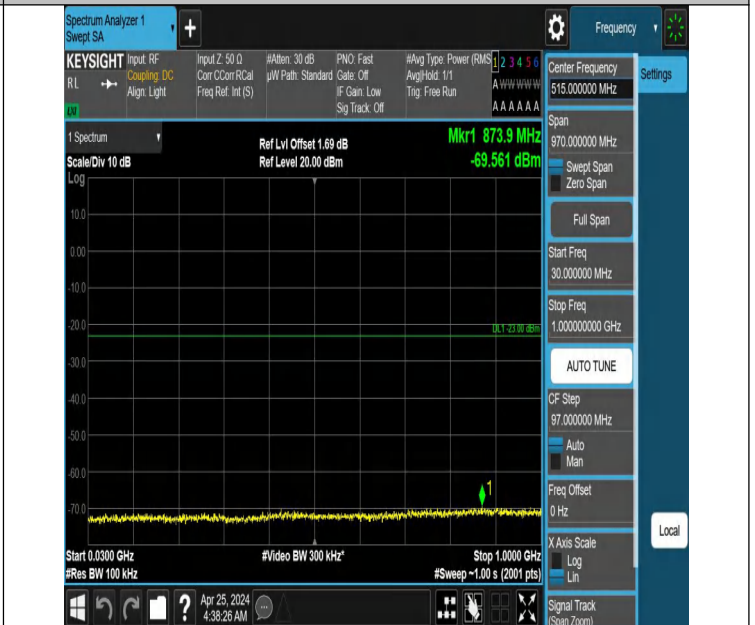 Spectrum Analyzer 1
Swept SA
+
Frequency
KEYSIGHT
RL
LXI
Input: RF
Coupling: DC
Align: Light
Input Z: 50 Ω
Corr CCorr RCal
Freq Ref: Int (S)
#Atten: 30 dB
µW Path: Standard
PNO: Fast
Gate: Off
IF Gain: Low
Sig Track: Off
#Avg Type: Power (RMS
Avg|Hold: 1/1
Trig: Free Run
1 2 3 4 5 6
A W W W W W
A A A A A A
Center Frequency
515.000000 MHz
Settings
1 Spectrum
Scale/Div 10 dB
Log
Ref Lvl Offset 1.69 dB
Ref Level 20.00 dBm
Mkr1 873.9 MHz
-69.561 dBm
Span
970.000000 MHz
Swept Span
Zero Span
Full Span
Start Freq
30.000000 MHz
Stop Freq
1.000000000 GHz
AUTO TUNE
CF Step
97.000000 MHz
Auto
Man
Freq Offset
0 Hz
X Axis Scale
Log
Lin
Local
Signal Track
(Span Zoom)
10.0
0.00
-10.0
-20.0
DL1 -23.00 dBm
-30.0
-40.0
-50.0
-60.0
-70.0
1
Start 0.0300 GHz
#Res BW 100 kHz
#Video BW 300 kHz*
Stop 1.0000 GHz
#Sweep ~1.00 s (2001 pts)
?
Apr 25, 2024
4:38:26 AM